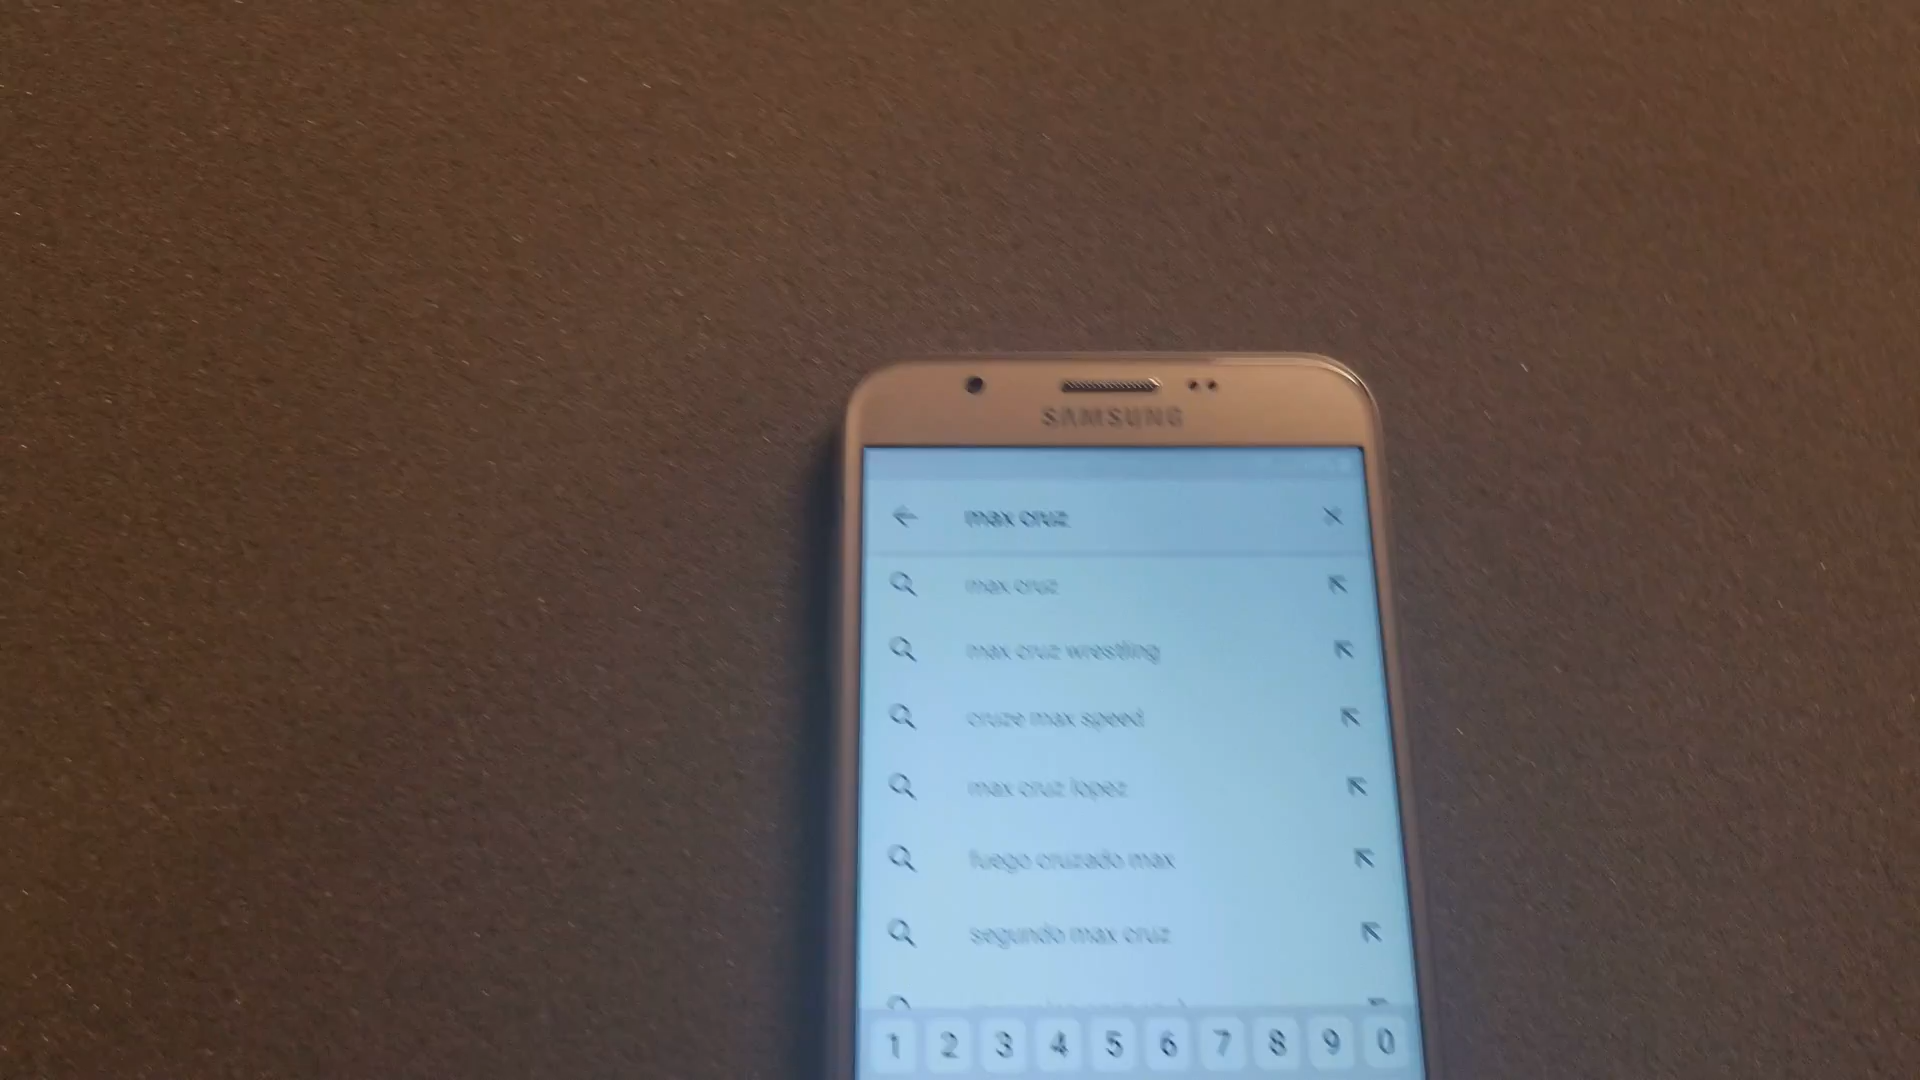 SAMSUNG
max cruz
max cruz
max cruz wrestling
cruze max speed
max cruz lopez
fuego cruzado max
segundo max cruz
1 2 3 4 5 6 7 8 9 0